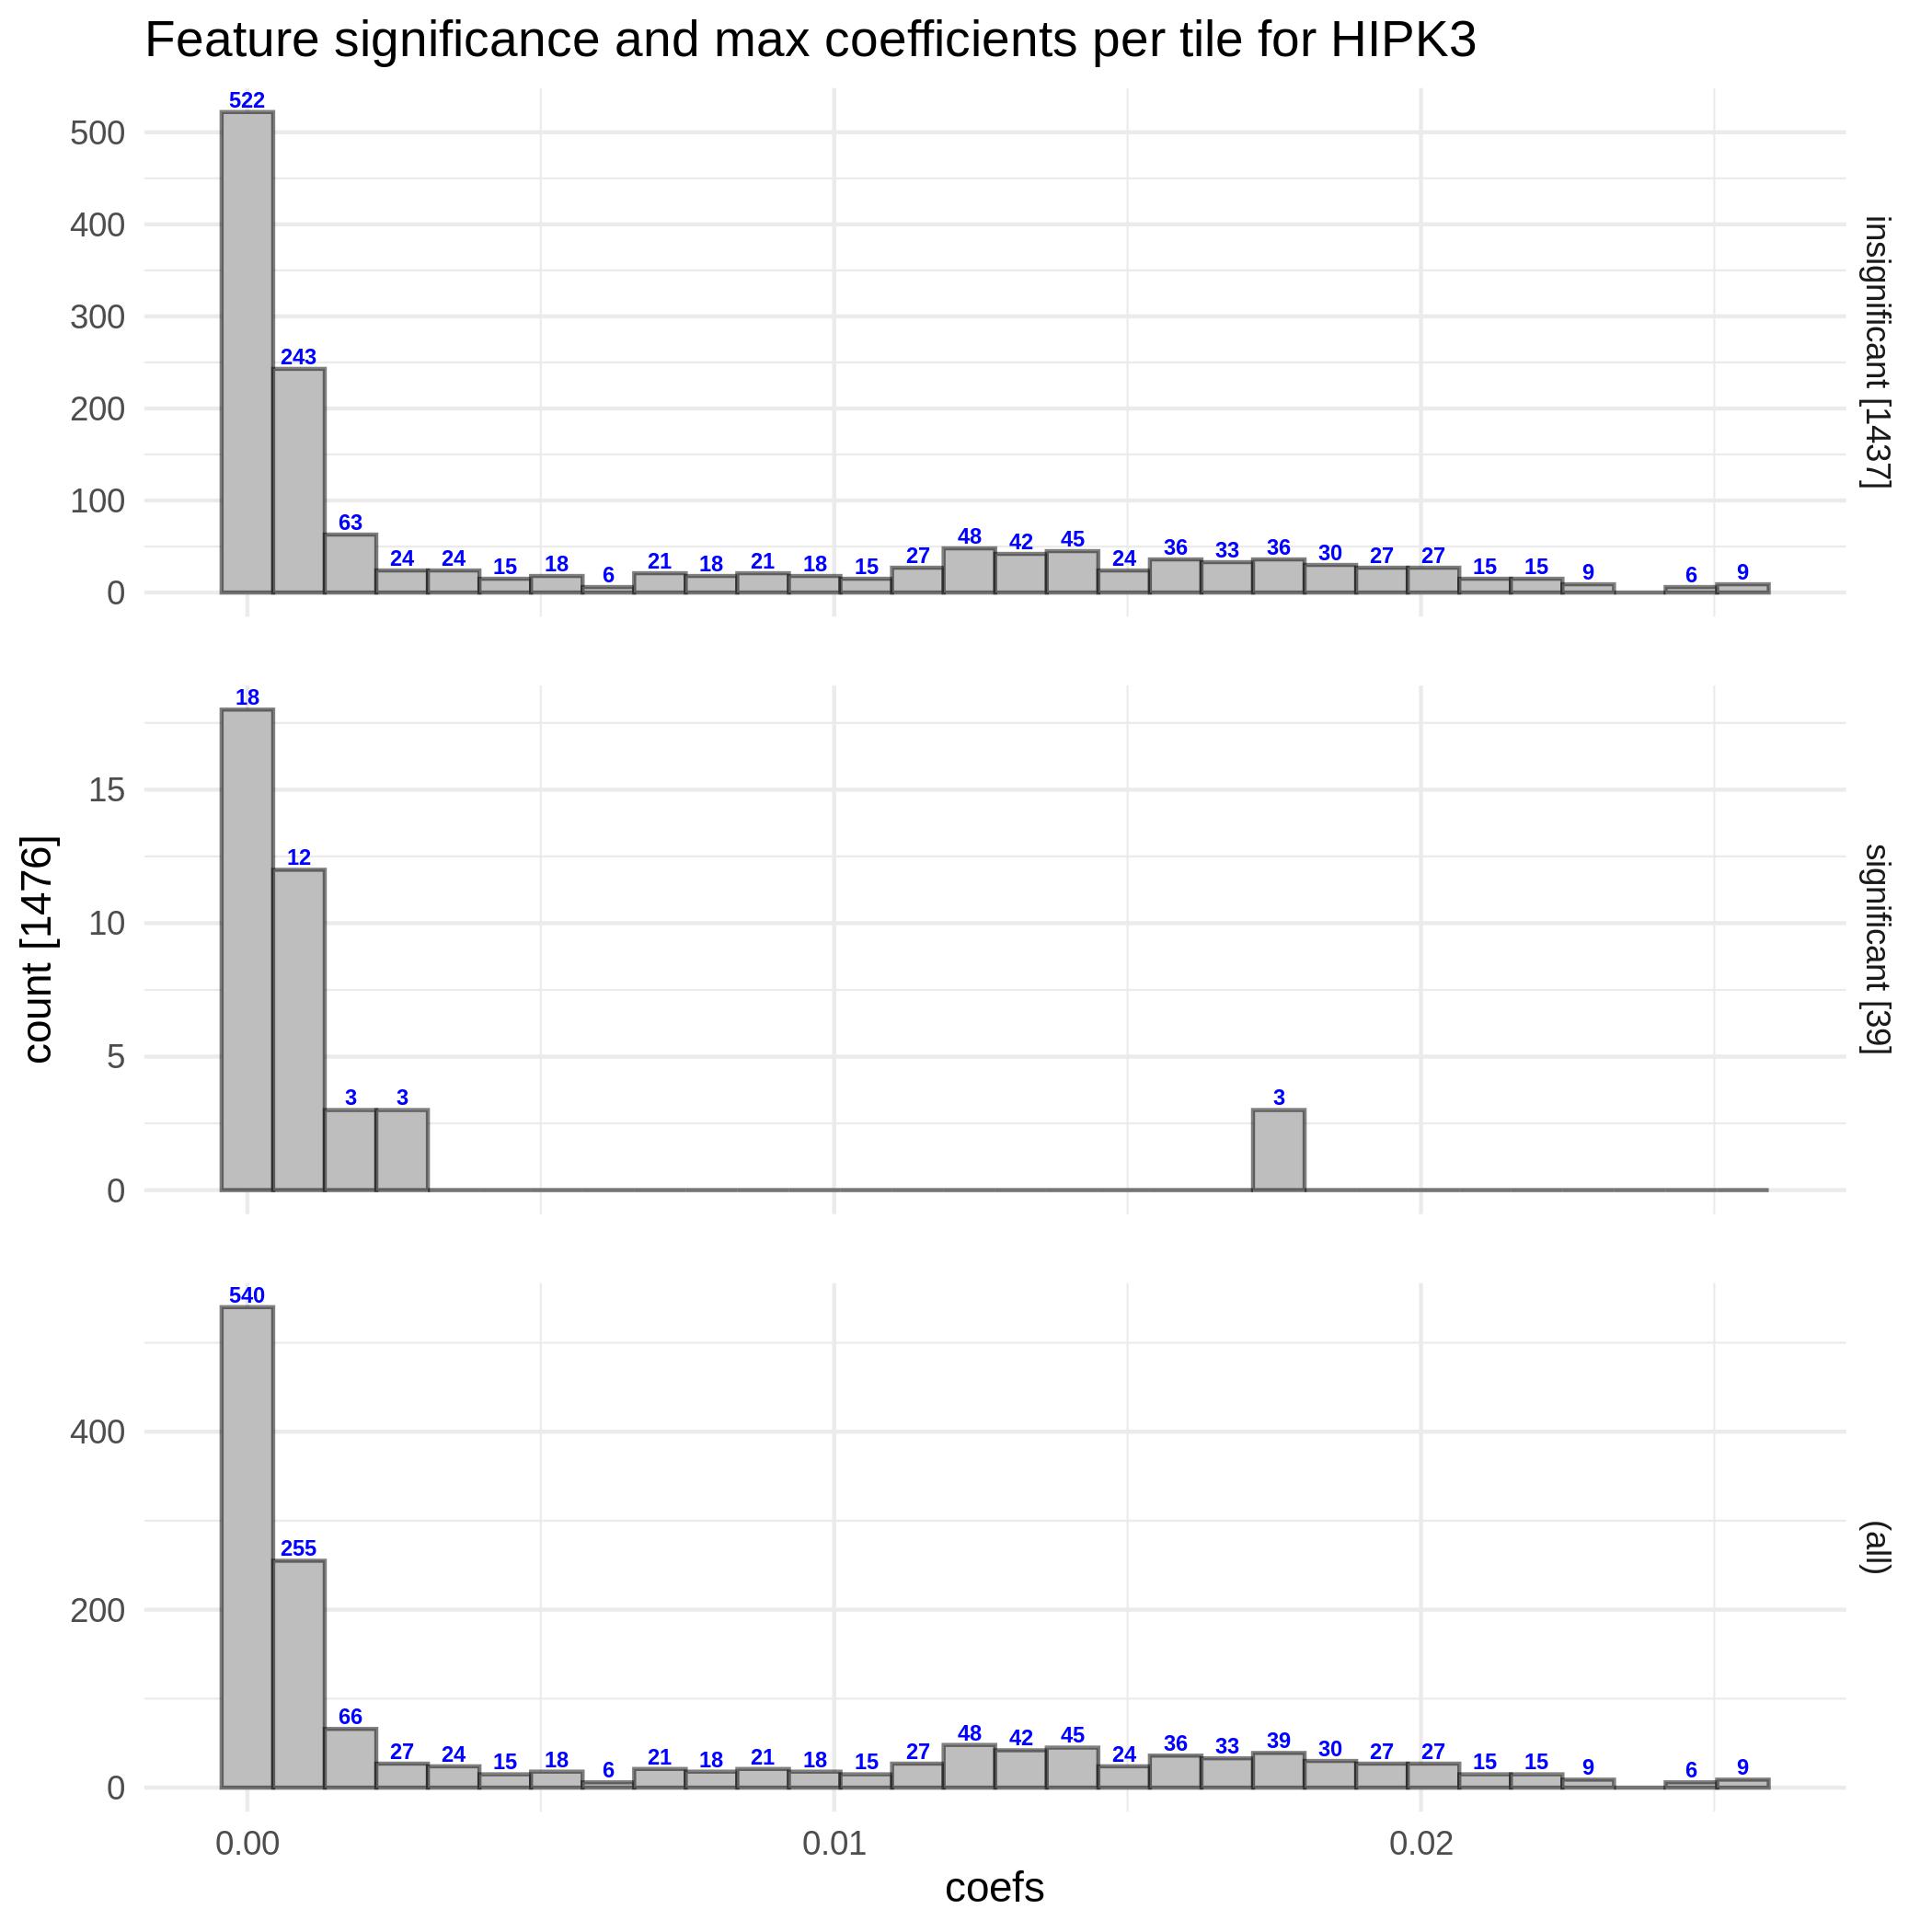 Feature significance and max coefficients per tile for HIPK3
522
500
400
300
243
200
100
63
24 24 15 18 6 21 18 21 18 15 27 48 42 45 24 36 33 36 30 27 27 15 15 9 6 9
0
insignificant [1437]
18
15
12
10
5
3 3 3
0
significant [39]
count [1476]
540
400
255
200
66
27 24 15 18 6 21 18 21 18 15 27 48 42 45 24 36 33 39 30 27 27 15 15 9 6 9
0
(all)
0.00 0.01 0.02
coefs